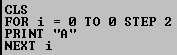 CLS
FOR i = 0 TO 0 STEP 2
PRINT "A"
NEXT i